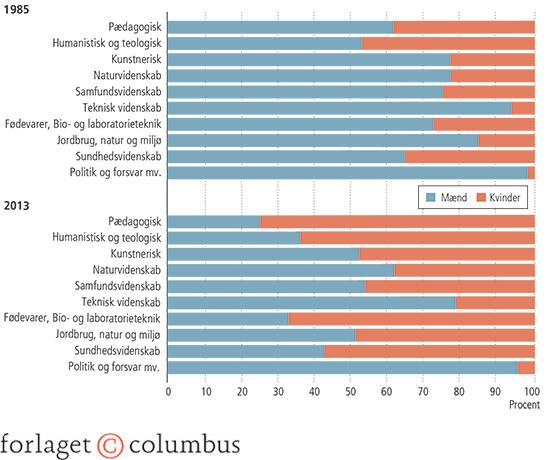 1985
Pædagogisk
Humanistisk og teologisk
Kunstnerisk
Naturvidenskab
Samfundsvidenskab
Teknisk videnskab
Fødevarer, Bio- og laboratorieteknik
Jordbrug, natur og miljø
Sundhedsvidenskab
Politik og forsvar mv.
Mænd Kvinder
2013
Pædagogisk
Humanistisk og teologisk
Kunstnerisk
Naturvidenskab
Samfundsvidenskab
Teknisk videnskab
Fødevarer, Bio- og laboratorieteknik
Jordbrug, natur og miljø
Sundhedsvidenskab
Politik og forsvar mv.
0 10 20 30 40 50 60 70 80 90 100
Procent
forlaget © columbus